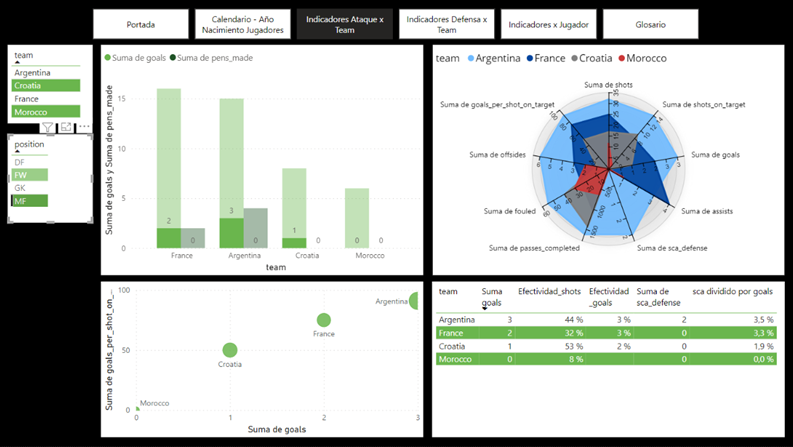 Portada
Calendario - Año
Nacimiento Jugadores
Indicadores Ataque x
Team
Indicadores Defensa x
Team
Indicadores x Jugador
Glosario
team
Argentina
Croatia
France
Morocco
position
DF
FW
GK
MF
Suma de goals Suma de pens_made
Suma de goals y Suma de pens_made
15
10
5
0
2
0
3
4
1
0
0
0
France
Argentina
Croatia
Morocco
team
team Argentina France Croatia Morocco
Suma de shots
Suma de shots_on_target
Suma de goals
Suma de assists
Suma de sca_defense
Suma de passes_completed
Suma de fouled
Suma de offsides
Suma de goals_per_shot_on_target
Suma de goals_per_shot_on_
100
50
0
Argentina
France
Croatia
Morocco
0 1 2 3
Suma de goals
team Suma goals Efectividad_shots Efectividad_goals Suma de sca_defense sca dividido por goals
Argentina 3 44 % 3 % 2 3,5 %
France 2 32 % 3 % 0 3,3 %
Croatia 1 53 % 2 % 0 1,9 %
Morocco 0 8 % 0 0,0 %